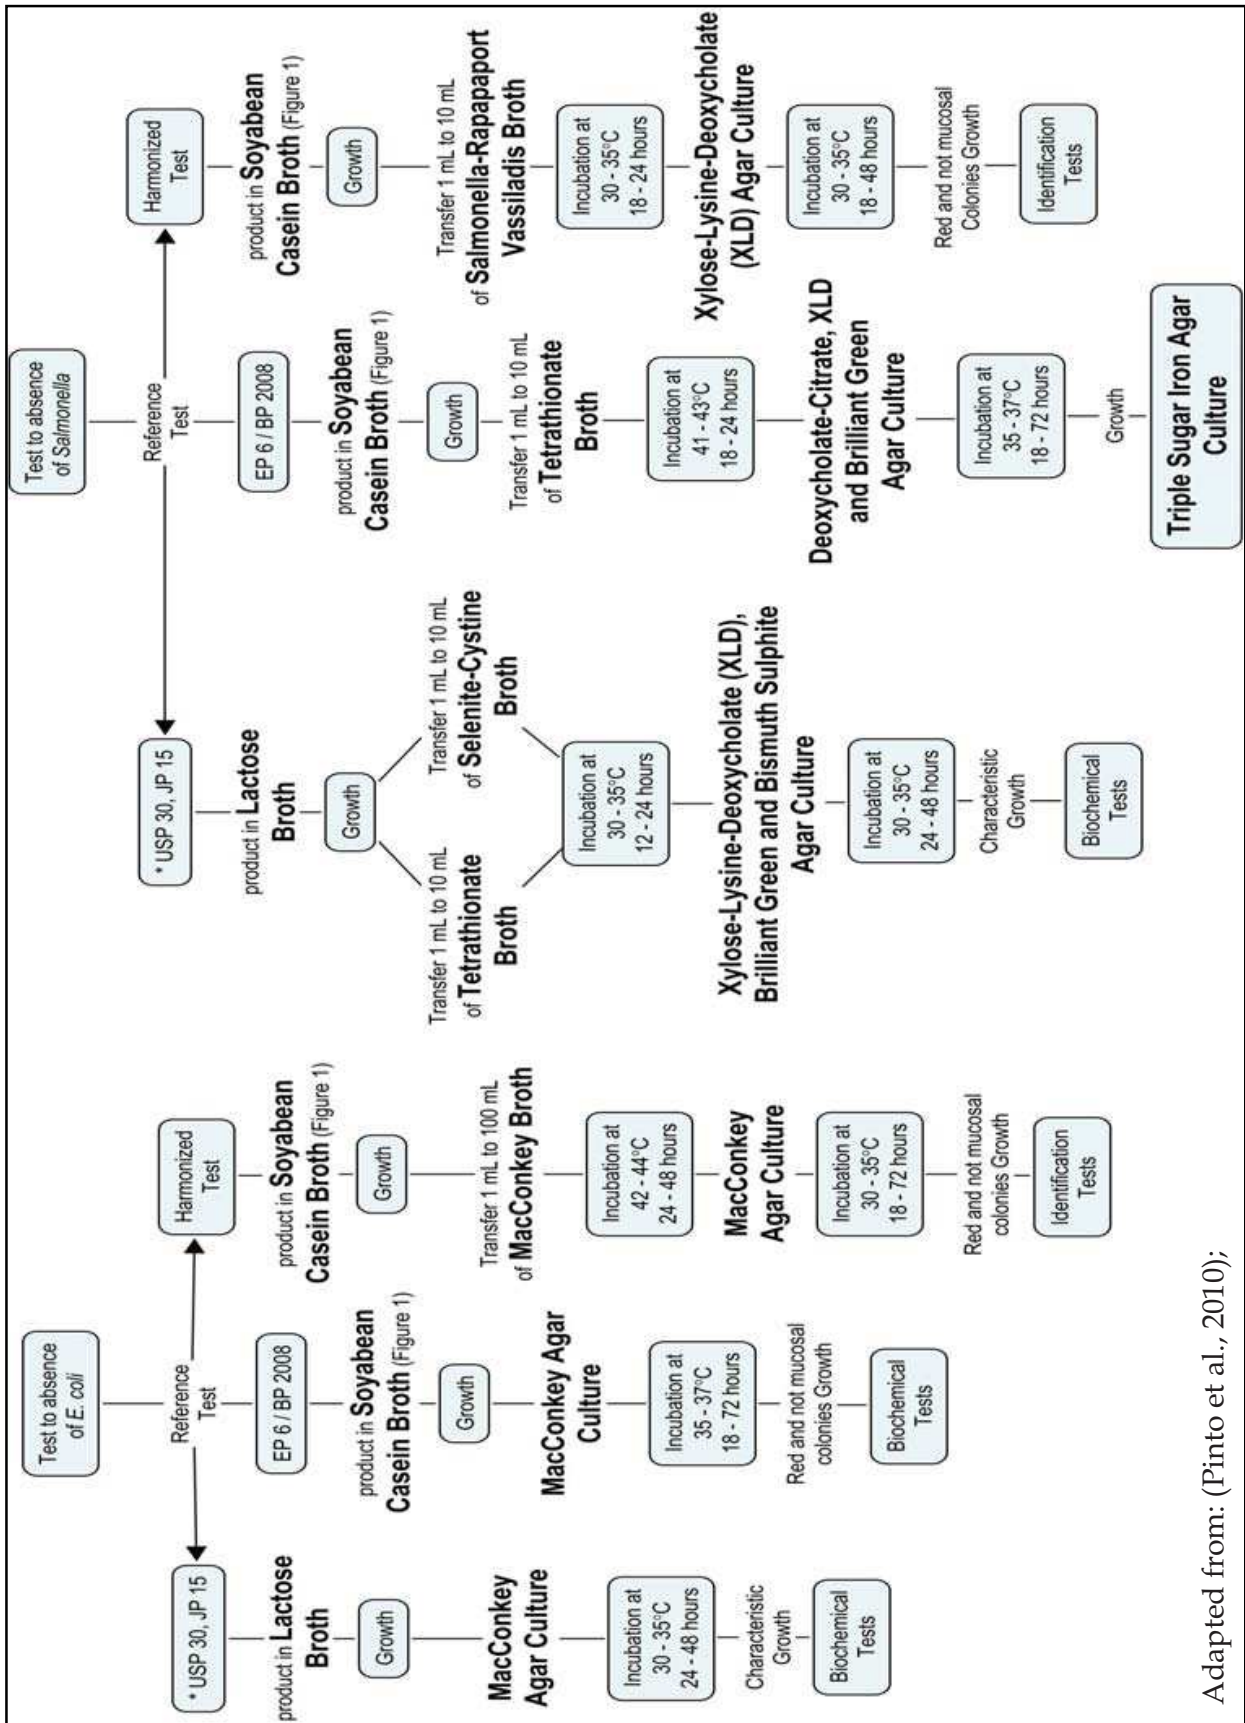 Test to absence
of E. coli
Reference
Test
* USP 30, JP 15
product in Lactose
Broth
Growth
MacConkey
Agar Culture
Incubation at
30 - 35°C
24 - 48 hours
Characteristic
Growth
Biochemical
Tests
EP 6 / BP 2008
product in Soyabean
Casein Broth (Figure 1)
Growth
MacConkey Agar
Culture
Incubation at
35 - 37°C
18 - 72 hours
Red and not mucosal
colonies Growth
Biochemical
Tests
Harmonized
Test
product in Soyabean
Casein Broth (Figure 1)
Growth
Transfer 1 mL to 100 mL
of MacConkey Broth
Incubation at
42 - 44°C
24 - 48 hours
MacConkey
Agar Culture
Incubation at
30 - 35°C
18 - 72 hours
Red and not mucosal
colonies Growth
Identification
Tests
Test to absence
of Salmonella
Reference
Test
* USP 30, JP 15
product in Lactose
Broth
Growth
Transfer 1 mL to 10 mL
of Tetrathionate
Broth
Transfer 1 mL to 10 mL
of Selenite-Cystine
Broth
Incubation at
30 - 35°C
12 - 24 hours
Xylose-Lysine-Deoxycholate (XLD),
Brilliant Green and Bismuth Sulphite
Agar Culture
Incubation at
30 - 35°C
24 - 48 hours
Characteristic
Growth
Biochemical
Tests
EP 6 / BP 2008
product in Soyabean
Casein Broth (Figure 1)
Growth
Transfer 1 mL to 10 mL
of Tetrathionate
Broth
Incubation at
41 - 43°C
18 - 24 hours
Deoxycholate-Citrate, XLD
and Brilliant Green
Agar Culture
Incubation at
35 - 37°C
18 - 72 hours
Growth
Triple Sugar Iron Agar
Culture
Harmonized
Test
product in Soyabean
Casein Broth (Figure 1)
Growth
Transfer 1 mL to 10 mL
of Salmonella-Rapapaport
Vassiladis Broth
Incubation at
30 - 35°C
18 - 24 hours
Xylose-Lysine-Deoxycholate
(XLD) Agar Culture
Incubation at
30 - 35°C
18 - 48 hours
Red and not mucosal
Colonies Growth
Identification
Tests
Adapted from: (Pinto et al., 2010);